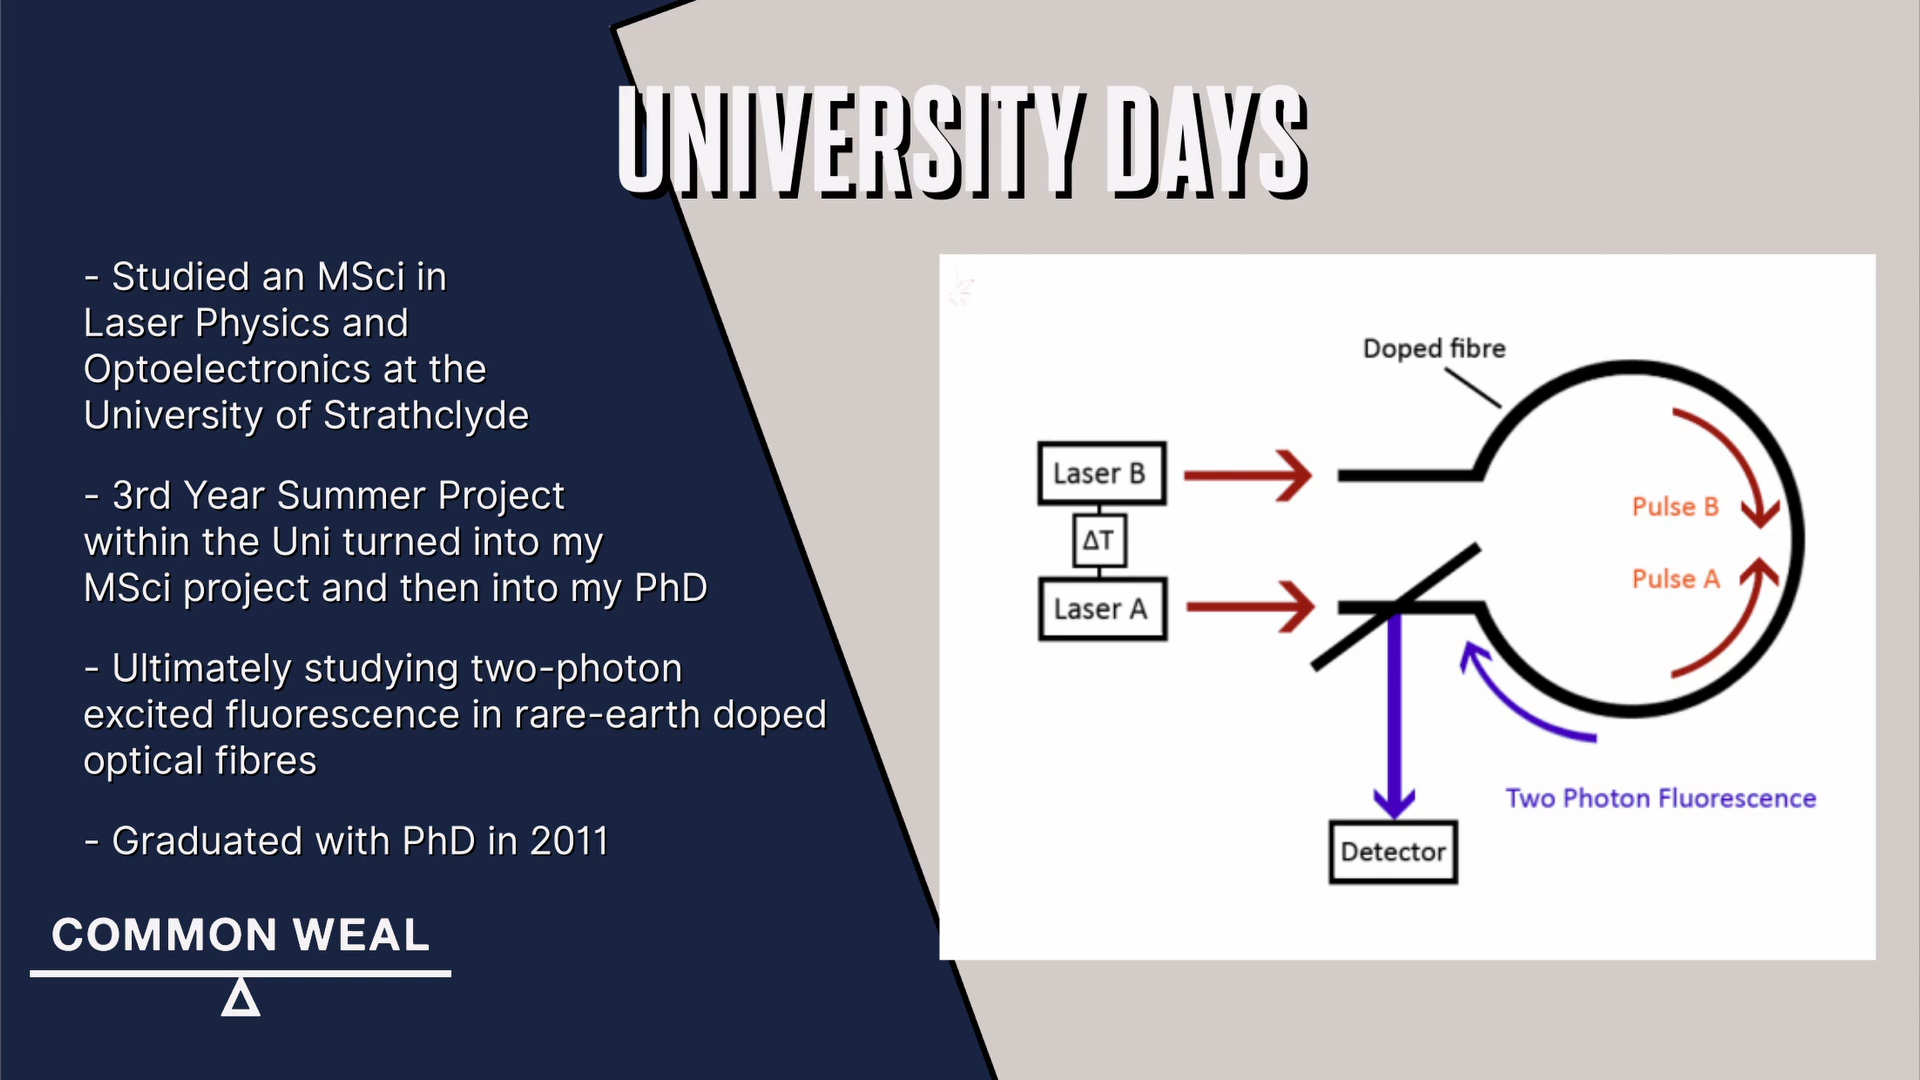 UNIVERSITY DAYS
- Studied an MSci in
Laser Physics and
Optoelectronics at the
University of Strathclyde
- 3rd Year Summer Project
within the Uni turned into my
MSci project and then into my PhD
- Ultimately studying two-photon
excited fluorescence in rare-earth doped
optical fibres
- Graduated with PhD in 2011
COMMON WEAL
Doped fibre
Laser B
ΔT
Laser A
Pulse B
Pulse A
Two Photon Fluorescence
Detector